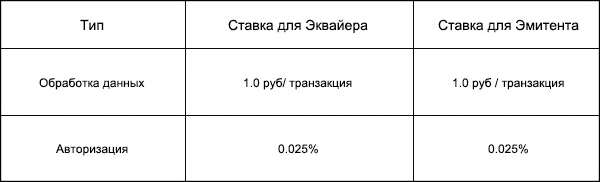 Тип Ставка для Эквайера Ставка для Эмитента
Обработка данных 1.0 руб/ транзакция 1.0 руб / транзакция
Авторизация 0.025% 0.025%